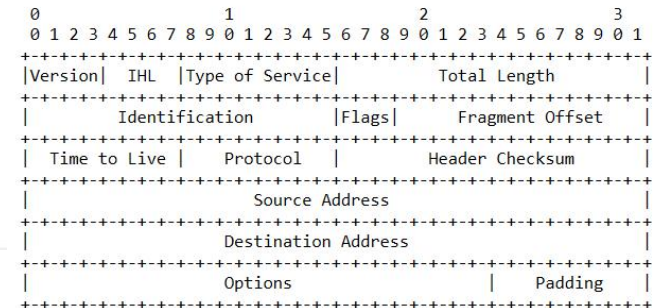 0                   1                   2                   3
 0 1 2 3 4 5 6 7 8 9 0 1 2 3 4 5 6 7 8 9 0 1 2 3 4 5 6 7 8 9 0 1
+-+-+-+-+-+-+-+-+-+-+-+-+-+-+-+-+-+-+-+-+-+-+-+-+-+-+-+-+-+-+-+-+
|Version|  IHL  |Type of Service|          Total Length         |
+-+-+-+-+-+-+-+-+-+-+-+-+-+-+-+-+-+-+-+-+-+-+-+-+-+-+-+-+-+-+-+-+
|         Identification        |Flags|      Fragment Offset    |
+-+-+-+-+-+-+-+-+-+-+-+-+-+-+-+-+-+-+-+-+-+-+-+-+-+-+-+-+-+-+-+-+
|  Time to Live |    Protocol   |         Header Checksum       |
+-+-+-+-+-+-+-+-+-+-+-+-+-+-+-+-+-+-+-+-+-+-+-+-+-+-+-+-+-+-+-+-+
|                       Source Address                          |
+-+-+-+-+-+-+-+-+-+-+-+-+-+-+-+-+-+-+-+-+-+-+-+-+-+-+-+-+-+-+-+-+
|                    Destination Address                        |
+-+-+-+-+-+-+-+-+-+-+-+-+-+-+-+-+-+-+-+-+-+-+-+-+-+-+-+-+-+-+-+-+
|                    Options                    |    Padding    |
+-+-+-+-+-+-+-+-+-+-+-+-+-+-+-+-+-+-+-+-+-+-+-+-+-+-+-+-+-+-+-+-+